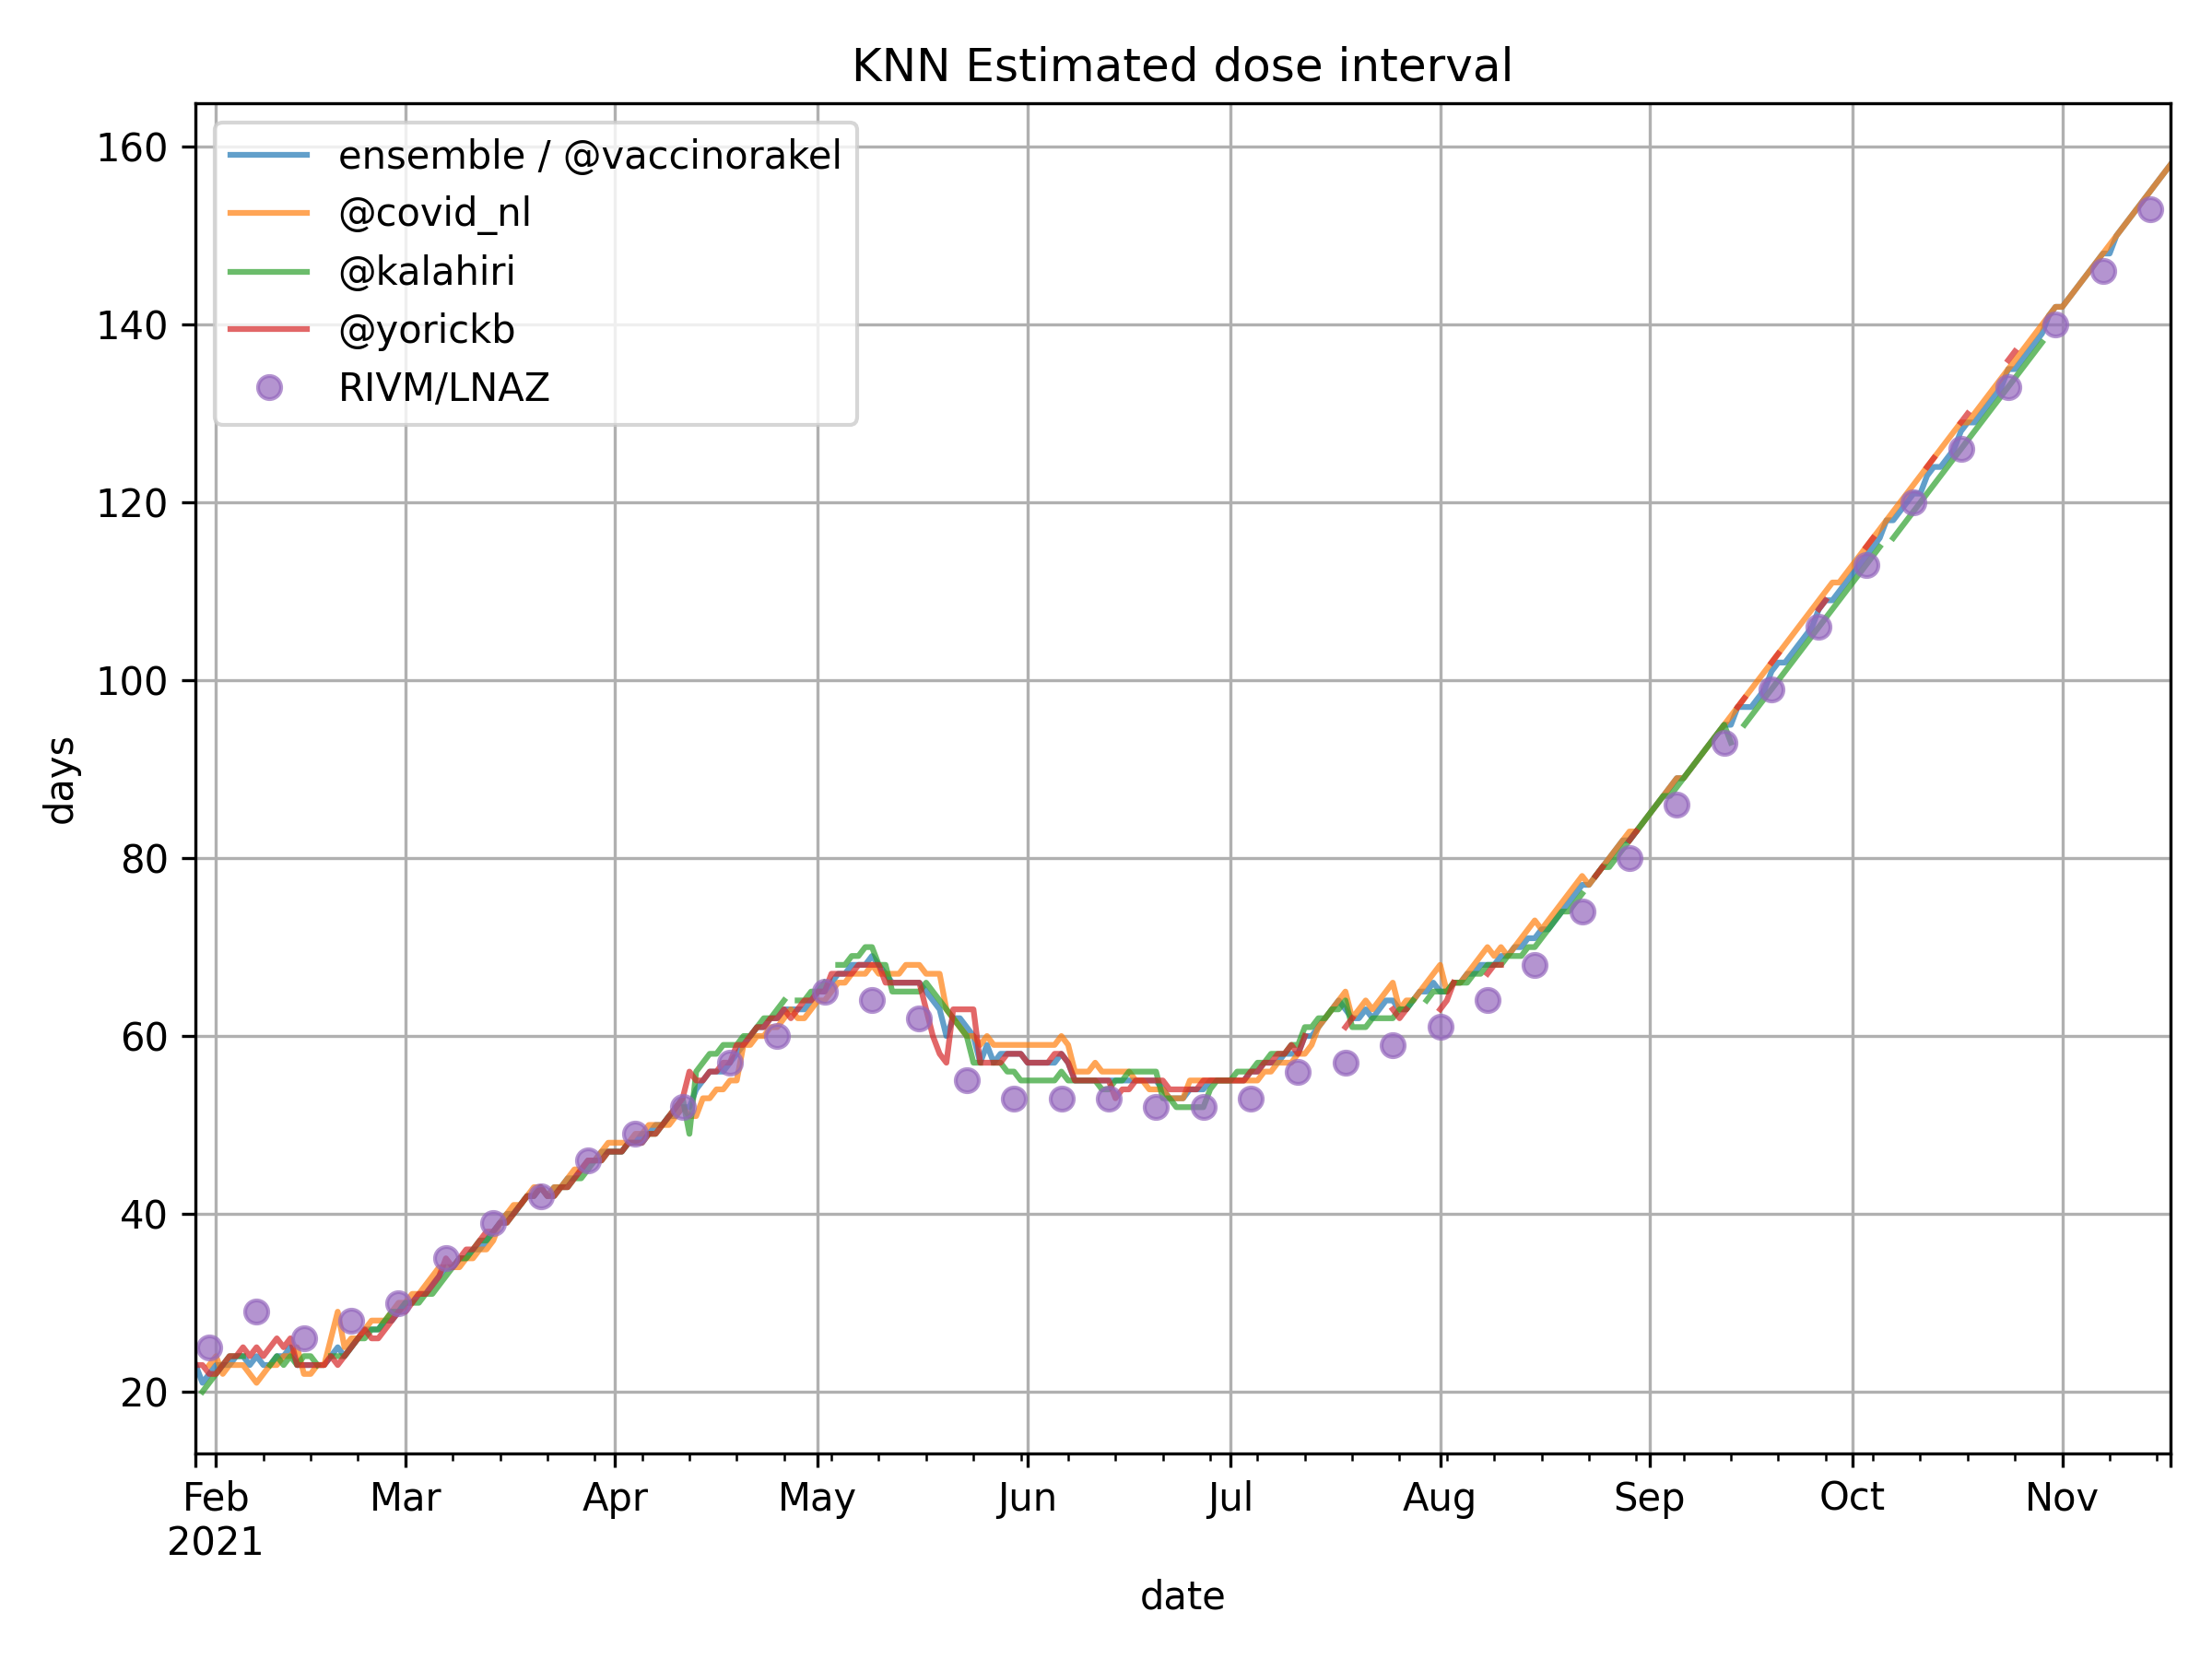 KNN Estimated dose interval
160
140
120
100
80
60
40
20
days
ensemble / @vaccinorakel
@covid_nl
@kalahiri
@yorickb
RIVM/LNAZ
Feb Mar Apr May Jun Jul Aug Sep Oct Nov
2021
date